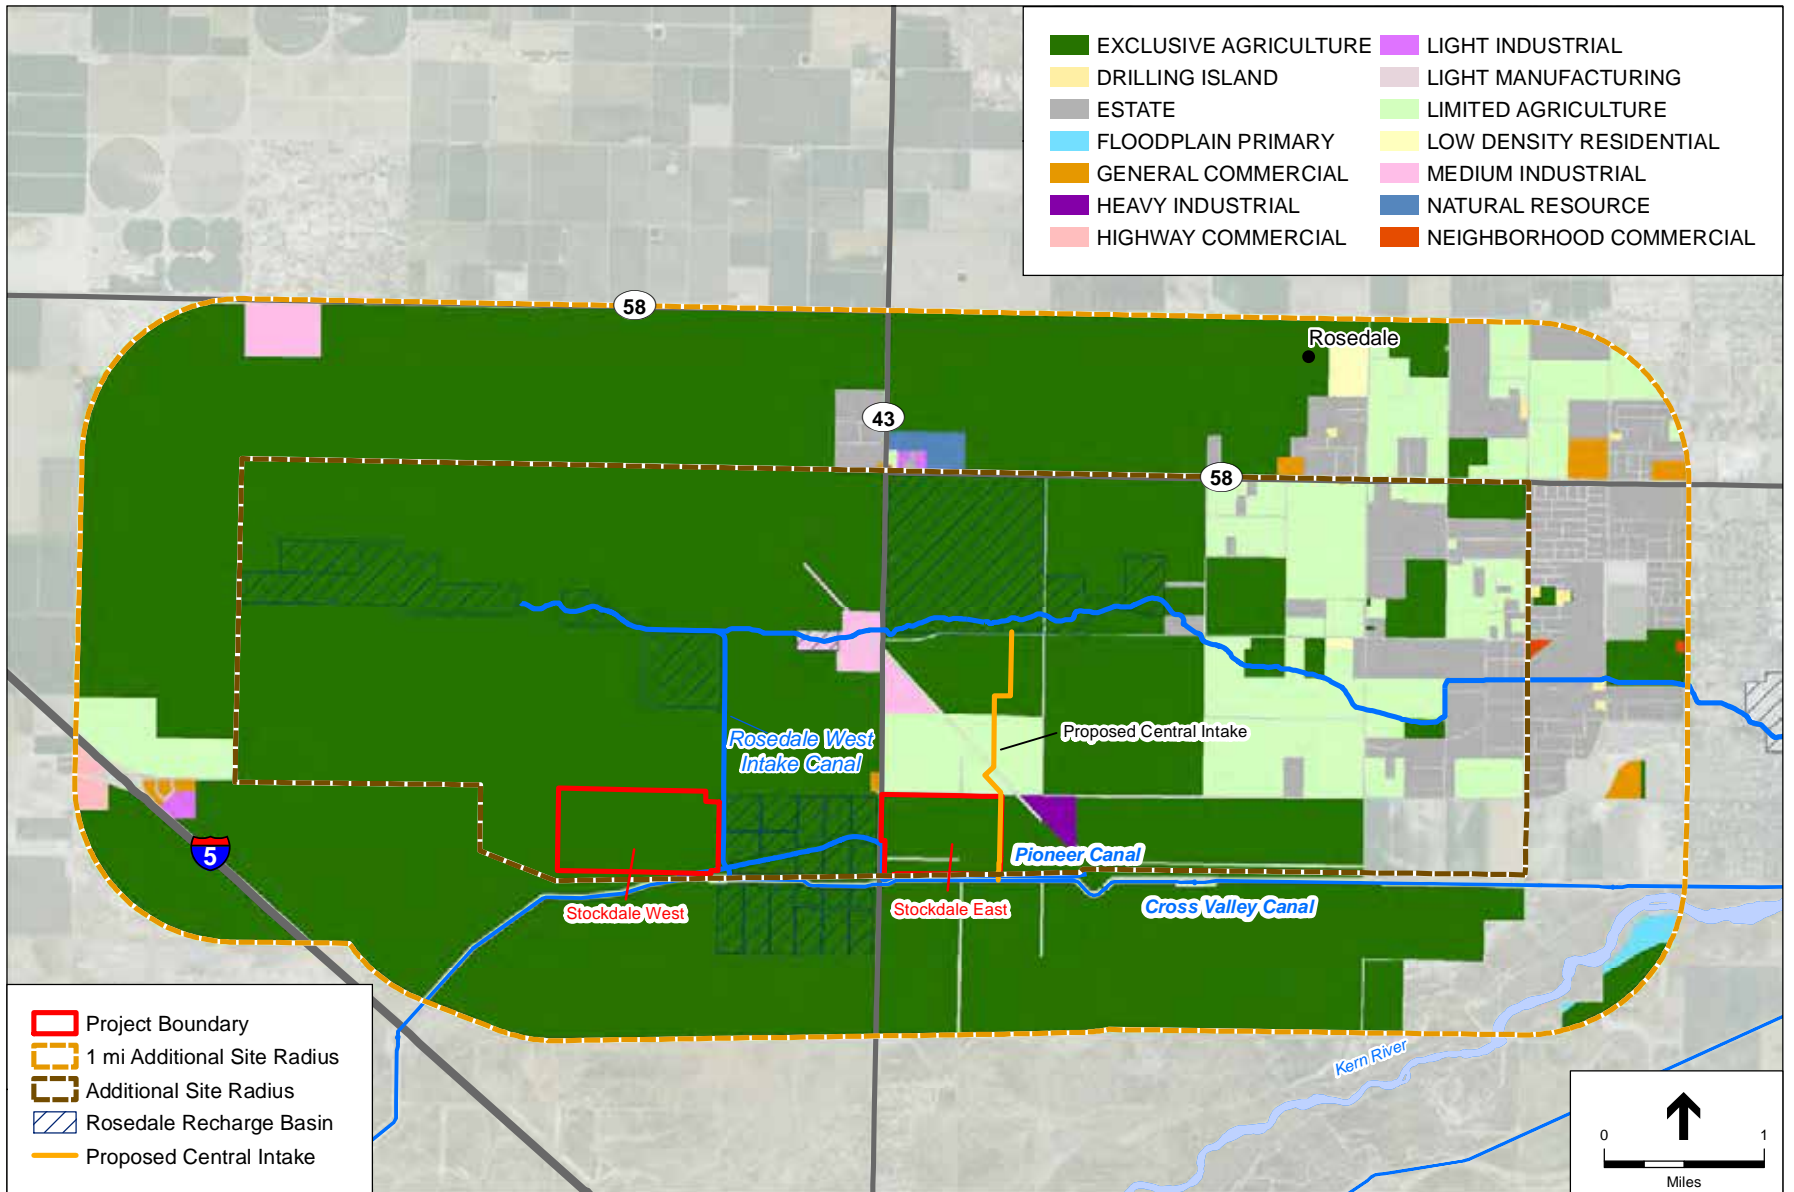 EXCLUSIVE AGRICULTURE
DRILLING ISLAND
ESTATE
FLOODPLAIN PRIMARY
GENERAL COMMERCIAL
HEAVY INDUSTRIAL
HIGHWAY COMMERCIAL
LIGHT INDUSTRIAL
LIGHT MANUFACTURING
LIMITED AGRICULTURE
LOW DENSITY RESIDENTIAL
MEDIUM INDUSTRIAL
NATURAL RESOURCE
NEIGHBORHOOD COMMERCIAL
58
Rosedale
43
58
Rosedale West
Intake Canal
Proposed Central Intake
5
Pioneer Canal
Stockdale West
Stockdale East
Cross Valley Canal
Kern River
Project Boundary
1 mi Additional Site Radius
Additional Site Radius
Rosedale Recharge Basin
Proposed Central Intake
0 1
Miles